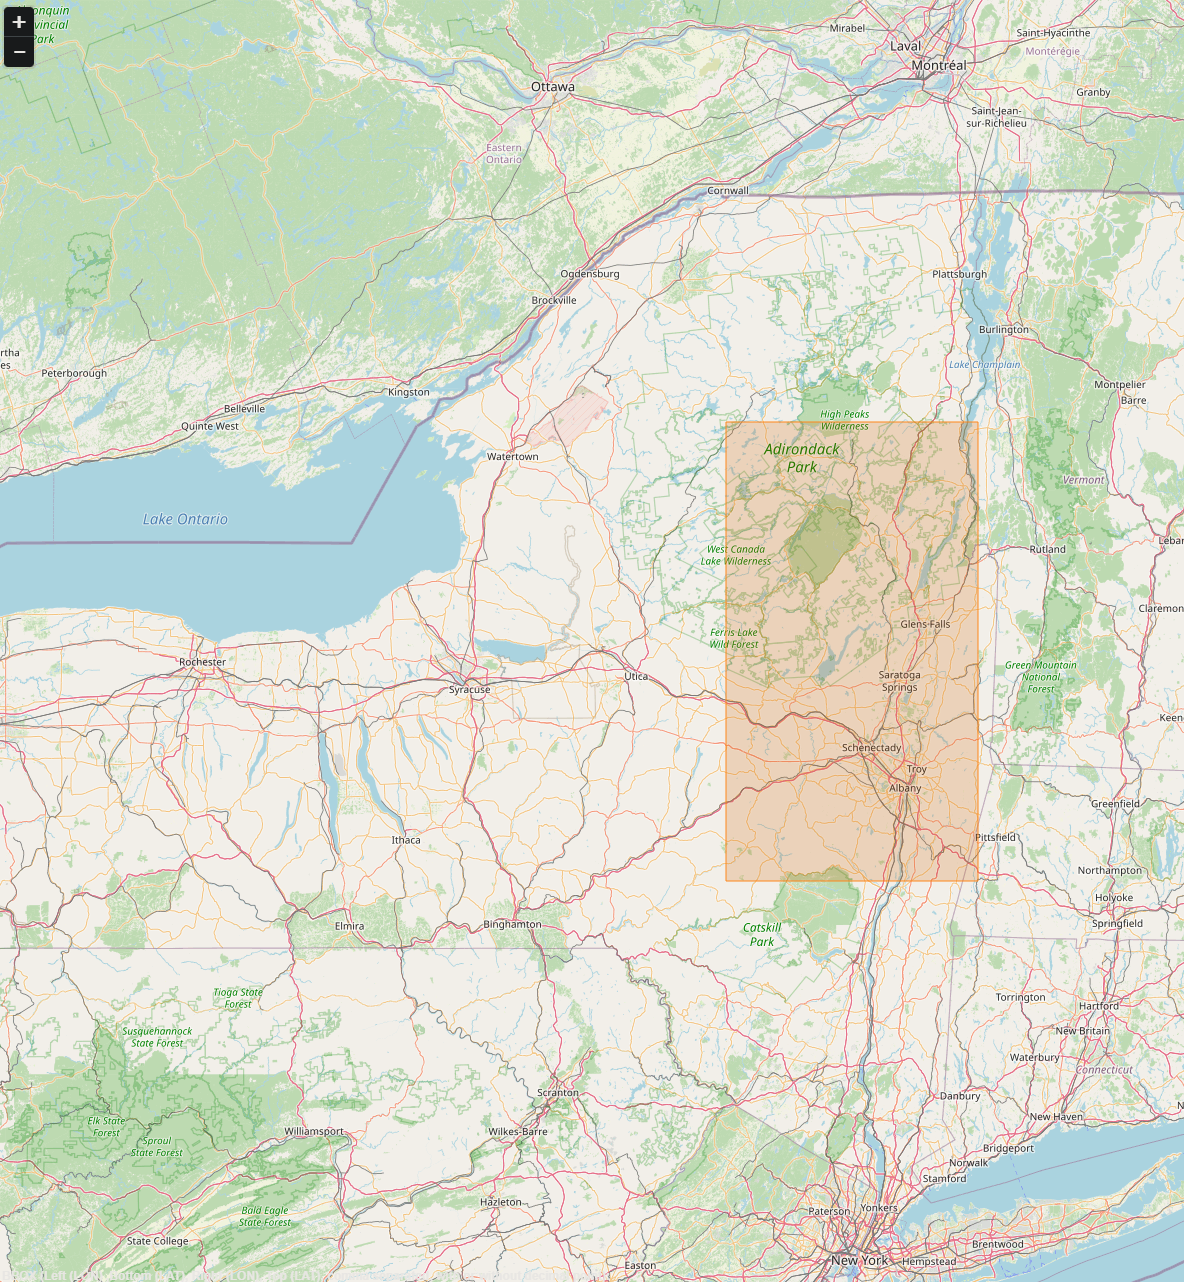 +
−
Mirabel
Saint-Hyacinthe
Laval
Montérégie
Montréal
Ottawa
Granby
Saint-Jean-
sur-Richelieu
Eastern
Ontario
Cornwall
Ogdensburg
Plattsburgh
Brockville
Burlington
Lake Champlain
Peterborough
Kingston
Montpelier
Barre
Belleville
Quinte West
High Peaks
Wilderness
Adirondack
Park
Watertown
Vermont
Lake Ontario
West Canada
Lake Wilderness
Rutland
Claremon
Glens Falls
Ferris Lake
Wild Forest
Rochester
Green Mountain
National
Forest
Utica
Saratoga
Springs
Syracuse
Schenectady
Troy
Albany
Greenfield
Ithaca
Pittsfield
Northampton
Holyoke
Springfield
Elmira
Binghamton
Catskill
Park
Tioga State
Forest
Torrington
Hartford
Susquehannock
State Forest
New Britain
Waterbury
Connecticut
Scranton
Danbury
New Haven
Elk State
Forest
Sproul
State Forest
Williamsport
Wilkes-Barre
Bridgeport
Norwalk
Stamford
Hazleton
Bald Eagle
State Forest
Paterson
Yonkers
State College
Brentwood
New York
Hempstead
Easton